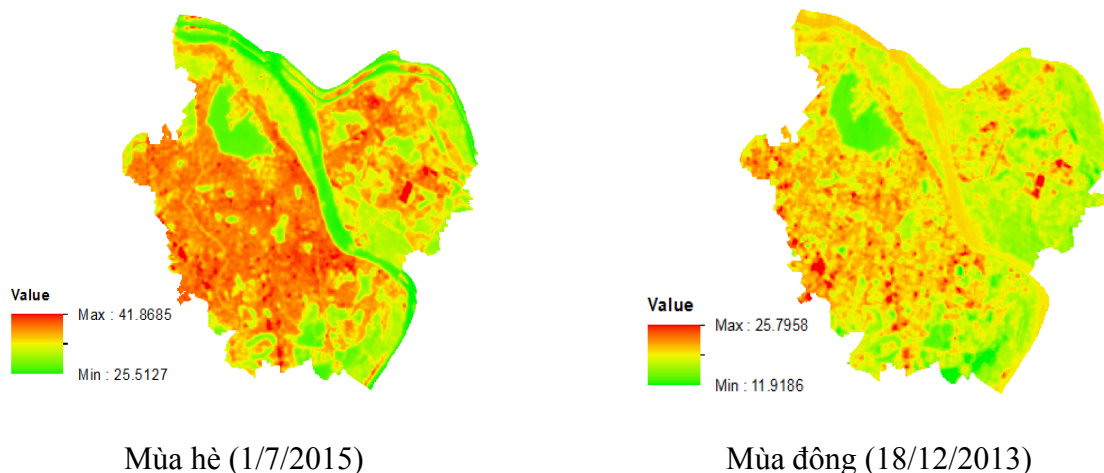 Value
Max : 41.8685
Min : 25.5127
Value
Max : 25.7958
Min : 11.9186
Mùa hè (1/7/2015)
Mùa đông (18/12/2013)